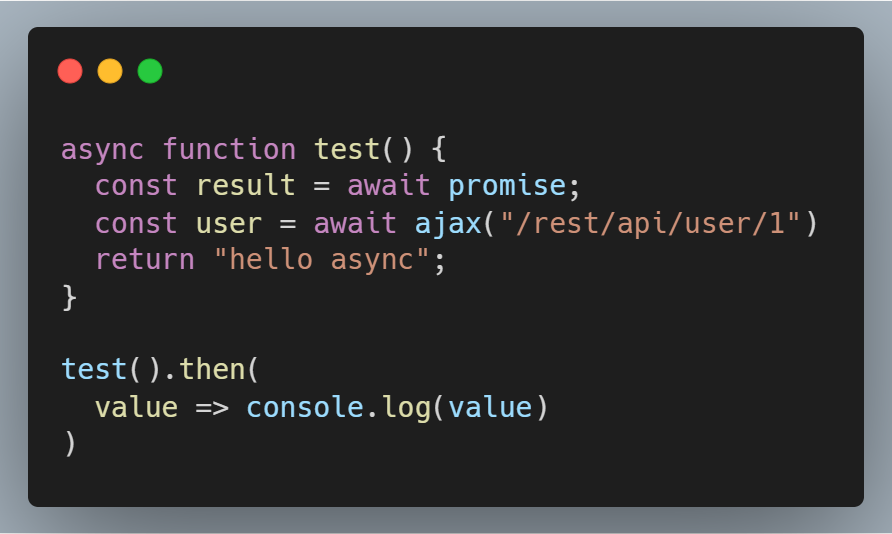 async function test() {
  const result = await promise;
  const user = await ajax("/rest/api/user/1")
  return "hello async";
}

test().then(
  value => console.log(value)
)